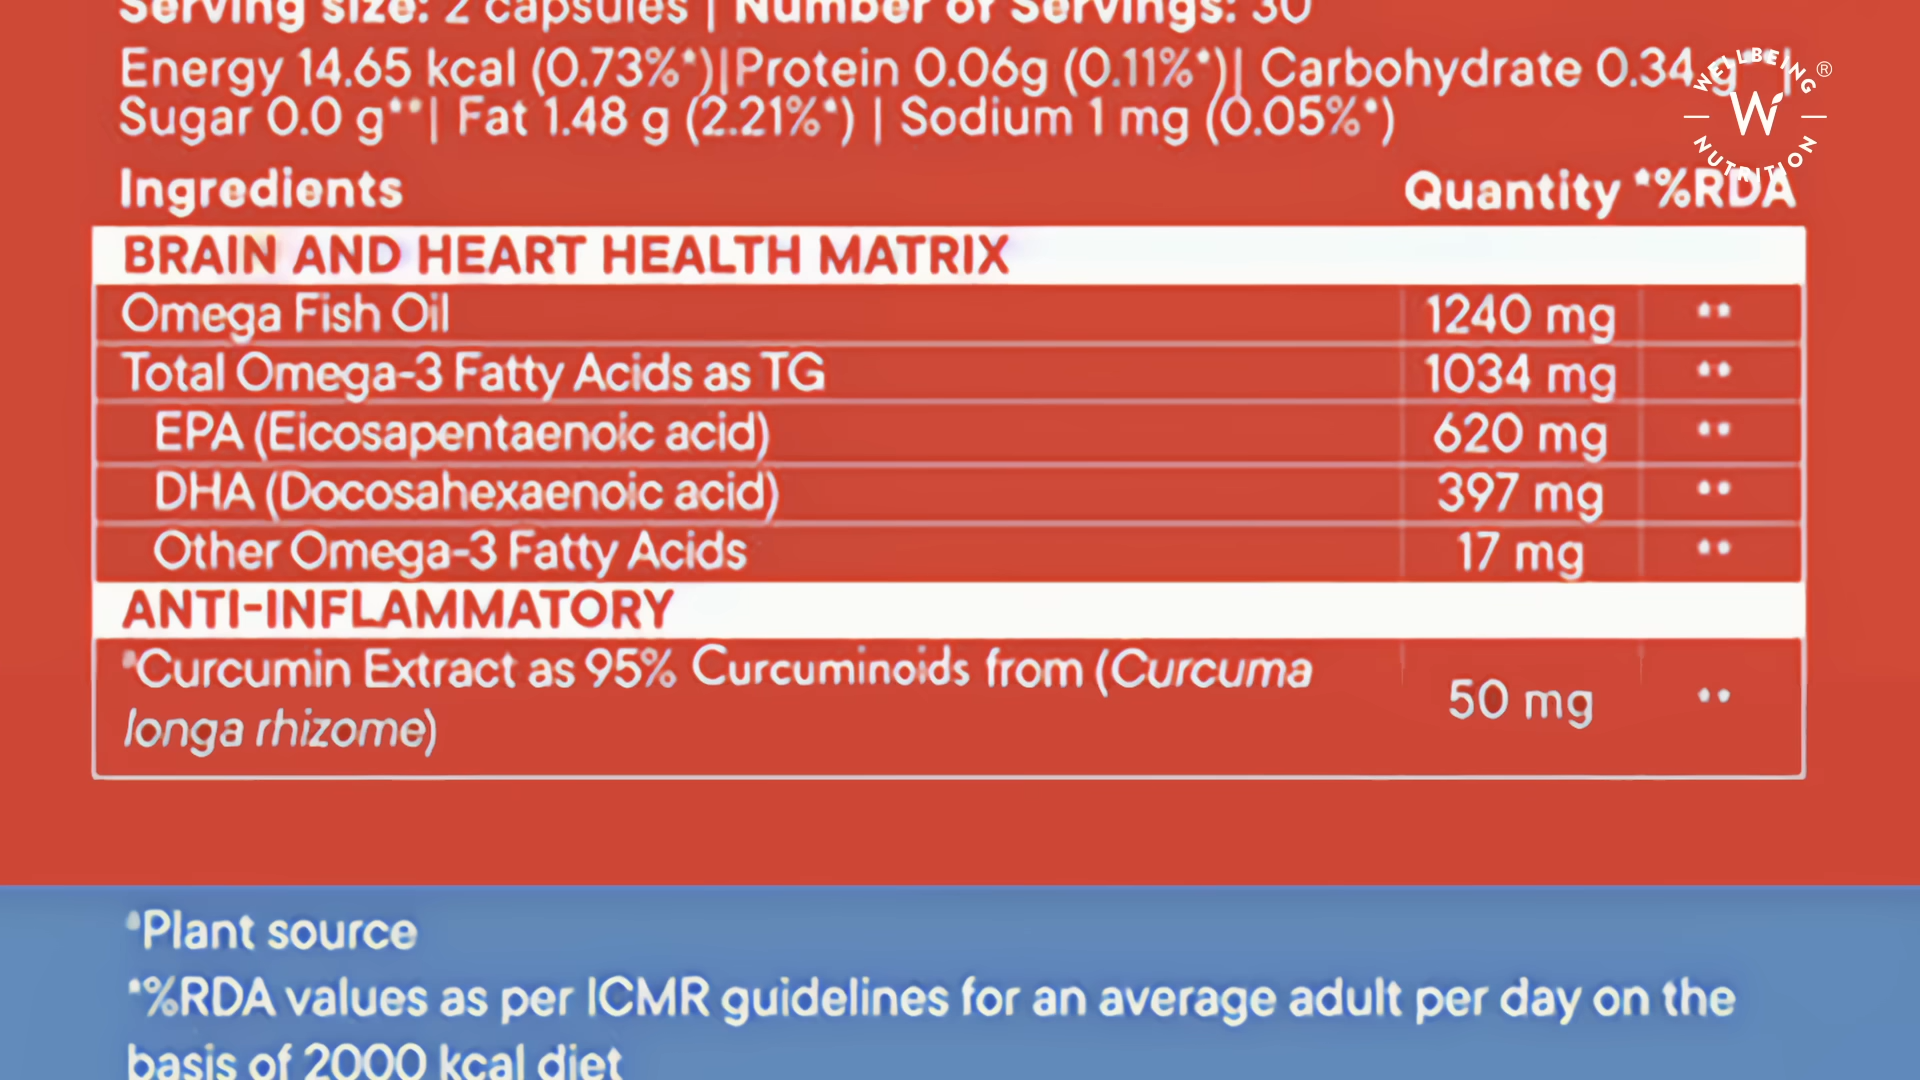 Serving size: 2 capsules | Number of Servings: 30
Energy 14.65 kcal (0.73%*)|Protein 0.06g (0.11%*)| Carbohydrate 0.34 g
Sugar 0.0 g**| Fat 1.48 g (2.21%*) | Sodium 1 mg (0.05%*)
WELLBEING ®
W
NUTRITION
Ingredients Quantity *%RDA
BRAIN AND HEART HEALTH MATRIX
Omega Fish Oil 1240 mg **
Total Omega-3 Fatty Acids as TG 1034 mg **
EPA (Eicosapentaenoic acid) 620 mg **
DHA (Docosahexaenoic acid) 397 mg **
Other Omega-3 Fatty Acids 17 mg **
ANTI-INFLAMMATORY
Curcumin Extract as 95% Curcuminoids from (Curcuma
longa rhizome) 50 mg **
Plant source
*%RDA values as per ICMR guidelines for an average adult per day on the
basis of 2000 kcal diet